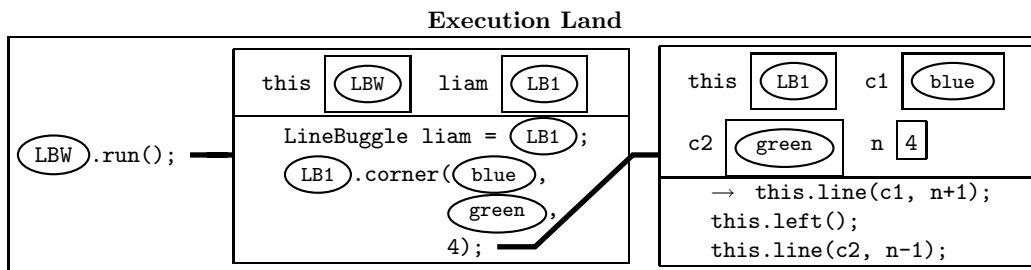 Execution Land
this LBW liam LB1
this LB1 c1 blue
LineBuggle liam = LB1;
c2 green n 4
LBW.run();
LB1.corner(blue,
green,
4);
→ this.line(c1, n+1);
this.left();
this.line(c2, n-1);